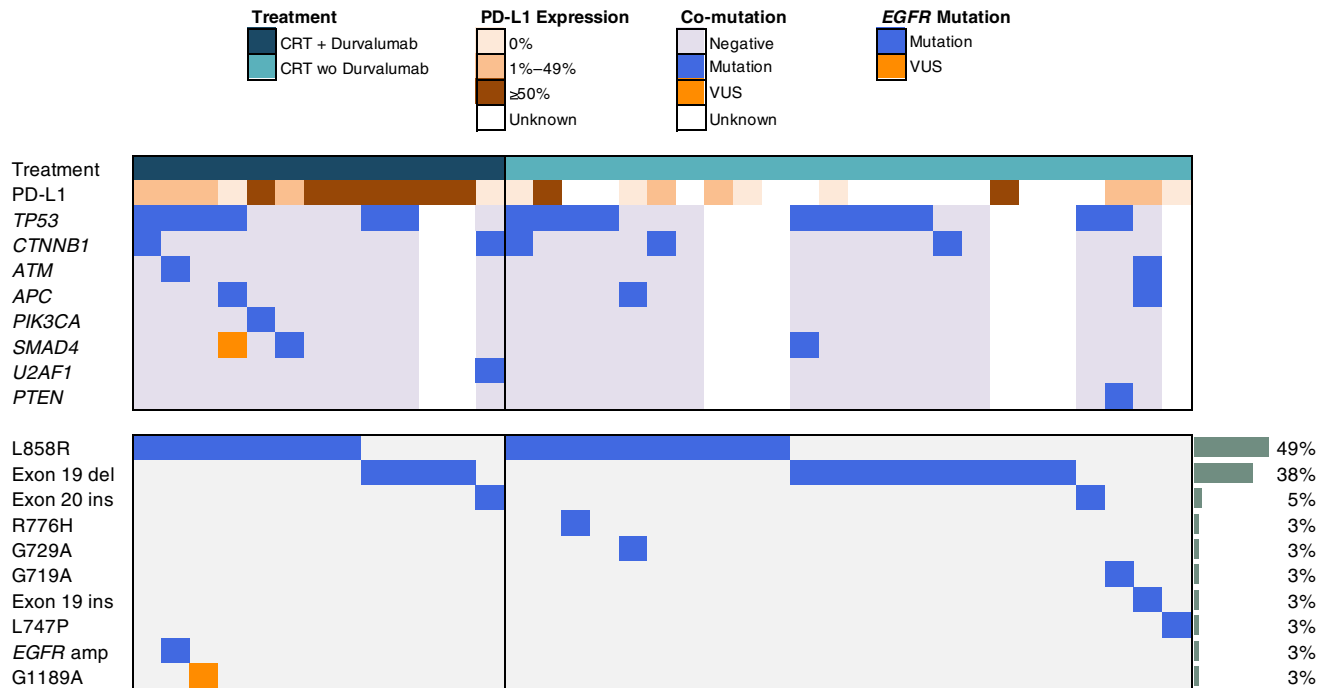 Treatment PD-L1 Expression Co-mutation EGFR Mutation
CRT + Durvalumab 0% Negative Mutation
CRT wo Durvalumab 1%–49% Mutation VUS
≥50% VUS
Unknown Unknown
Treatment
PD-L1
TP53
CTNNB1
ATM
APC
PIK3CA
SMAD4
U2AF1
PTEN
L858R 49%
Exon 19 del 38%
Exon 20 ins 5%
R776H 3%
G729A 3%
G719A 3%
Exon 19 ins 3%
L747P 3%
EGFR amp 3%
G1189A 3%